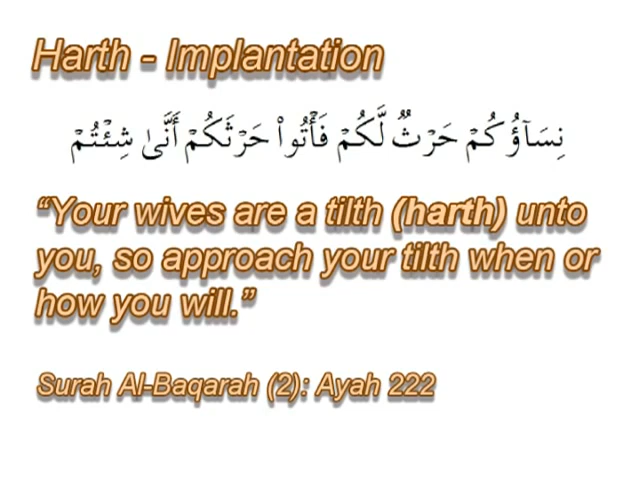 Harth - Implantation
نِسَآؤُكُمْ حَرْثٌ لَّكُمْ فَأْتُوا۟ حَرْثَكُمْ أَنَّىٰ شِئْتُمْ
“Your wives are a tilth (harth) unto
you, so approach your tilth when or
how you will.”
Surah Al-Baqarah (2): Ayah 222